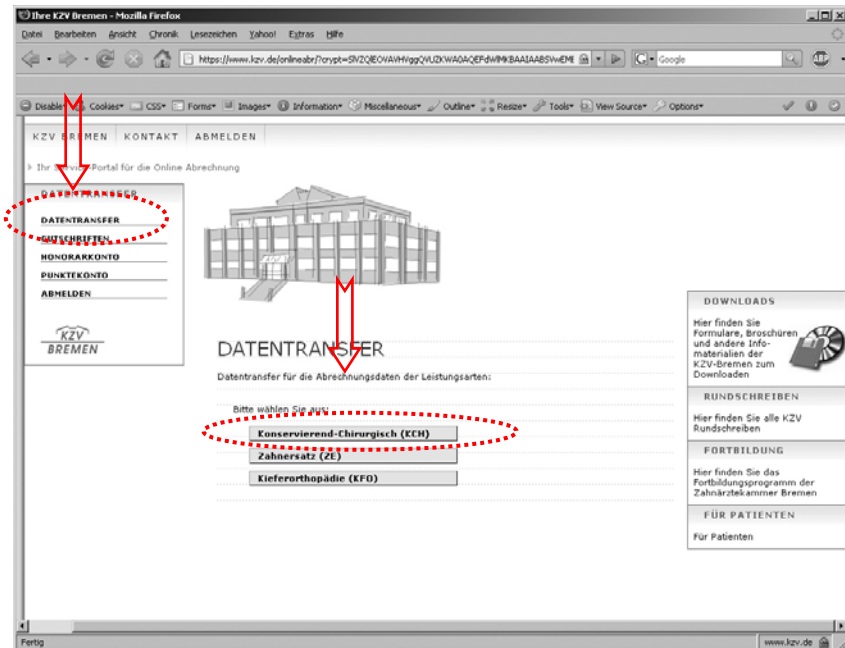 Ihre KZV Bremen - Mozilla Firefox
Datei Bearbeiten Ansicht Chronik Lesezeichen Yahoo! Extras Hilfe
Google
ABP
Disable Cookies CSS Forms Images Information Miscellaneous Outline Resize Tools View Source Options
KZV BREMEN KONTAKT ABMELDEN
Ihr Service-Portal für die Online Abrechnung
DATENTRANSFER
DATENTRANSFER
GUTSCHRIFTEN
HONORARKONTO
PUNKTEKONTO
ABMELDEN
KZV
BREMEN
DATENTRANSFER
Datentransfer für die Abrechnungsdaten der Leistungsarten:
Bitte wählen Sie aus:
Konservierend-Chirurgisch (KCH)
Zahnersatz (ZE)
Kieferorthopädie (KFO)
DOWNLOADS
Hier finden Sie
Formulare, Broschüren
und andere Info-
materialien der
KZV-Bremen zum
Downloaden
RUNDSCHREIBEN
Hier finden Sie alle KZV
Rundschreiben
FORTBILDUNG
Hier finden Sie das
Fortbildungsprogramm der
Zahnärztekammer Bremen
FÜR PATIENTEN
Für Patienten
Fertig
www.kzv.de